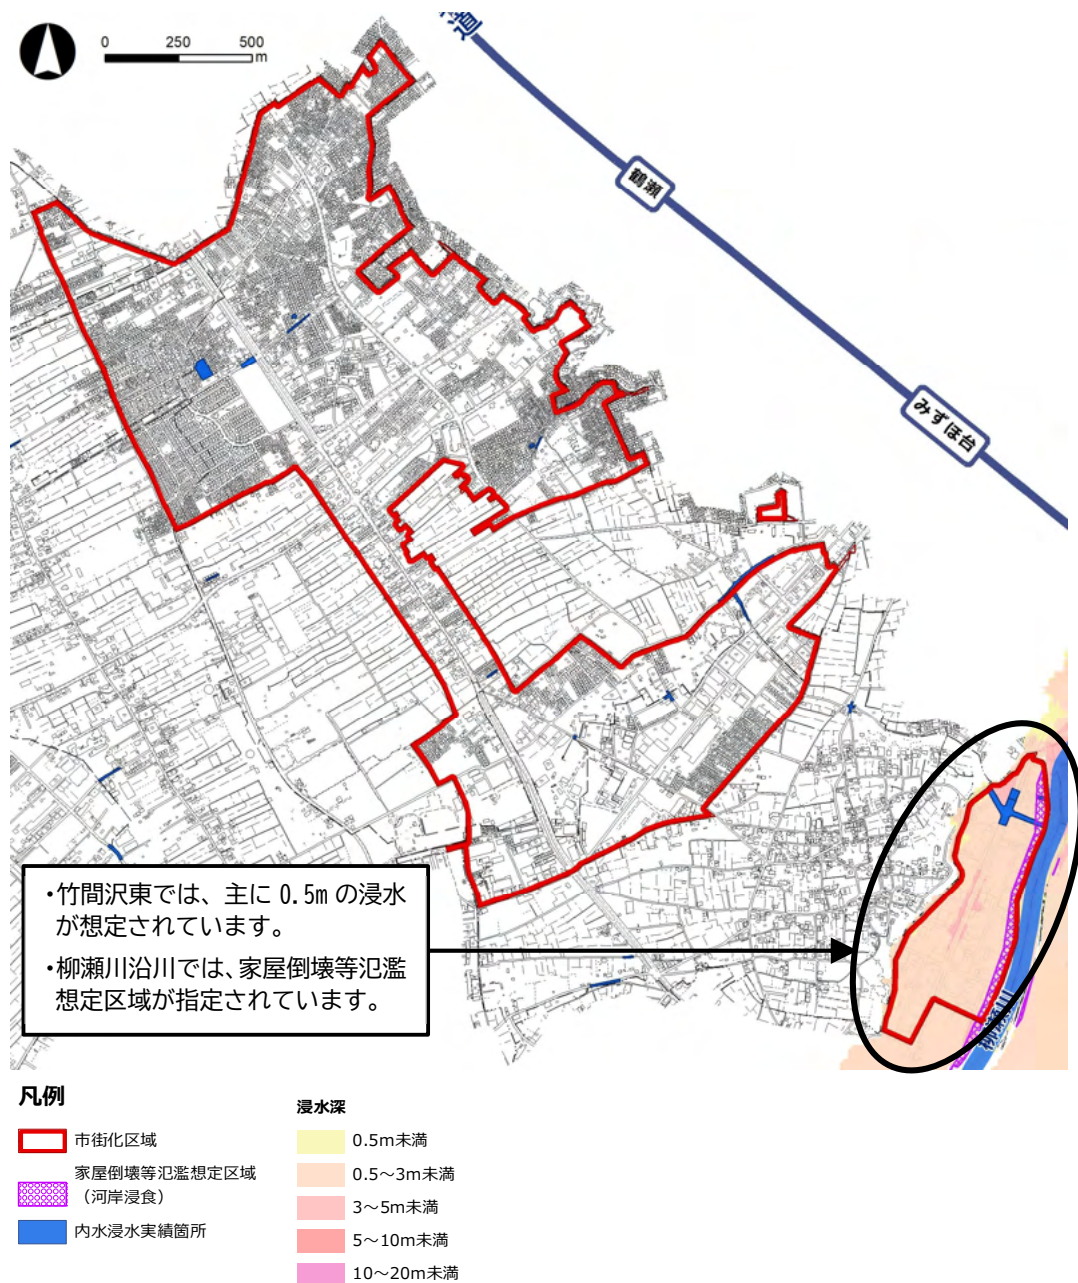 道
0 250 500
m
鶴瀬
みずほ台
・竹間沢東では、主に 0.5m の浸水
が想定されています。
・柳瀬川沿川では、家屋倒壊等氾濫
想定区域が指定されています。
柳瀬川
凡例
市街化区域
家屋倒壊等氾濫想定区域
（河岸浸食）
内水浸水実績箇所
浸水深
0.5m未満
0.5～3m未満
3～5m未満
5～10m未満
10～20m未満